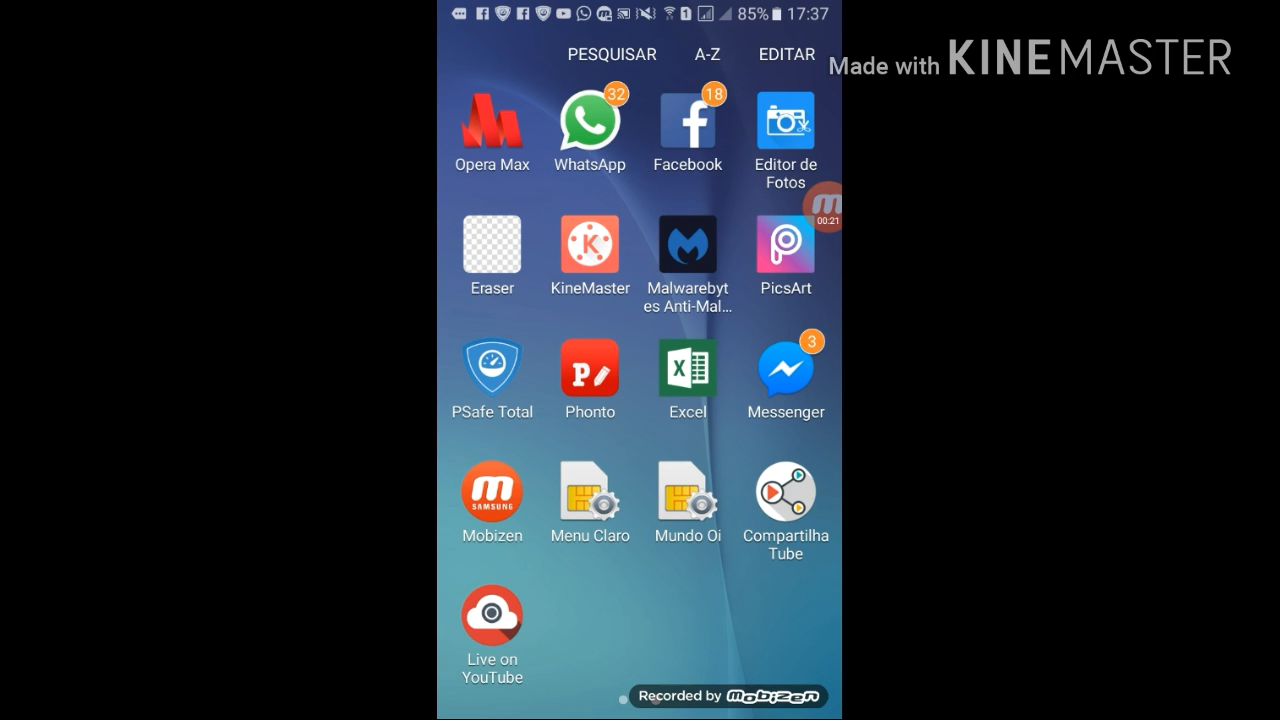 85% 17:37
PESQUISAR A-Z EDITAR
Made with KINEMASTER
32 18
Opera Max WhatsApp Facebook Editor de
Fotos
00:21
Eraser KineMaster Malwarebyt PicsArt
es Anti-Mal...
3
PSafe Total Phonto Excel Messenger
SAMSUNG
Mobizen Menu Claro Mundo Oi Compartilha
Tube
Live on
YouTube
Recorded by Mobizen